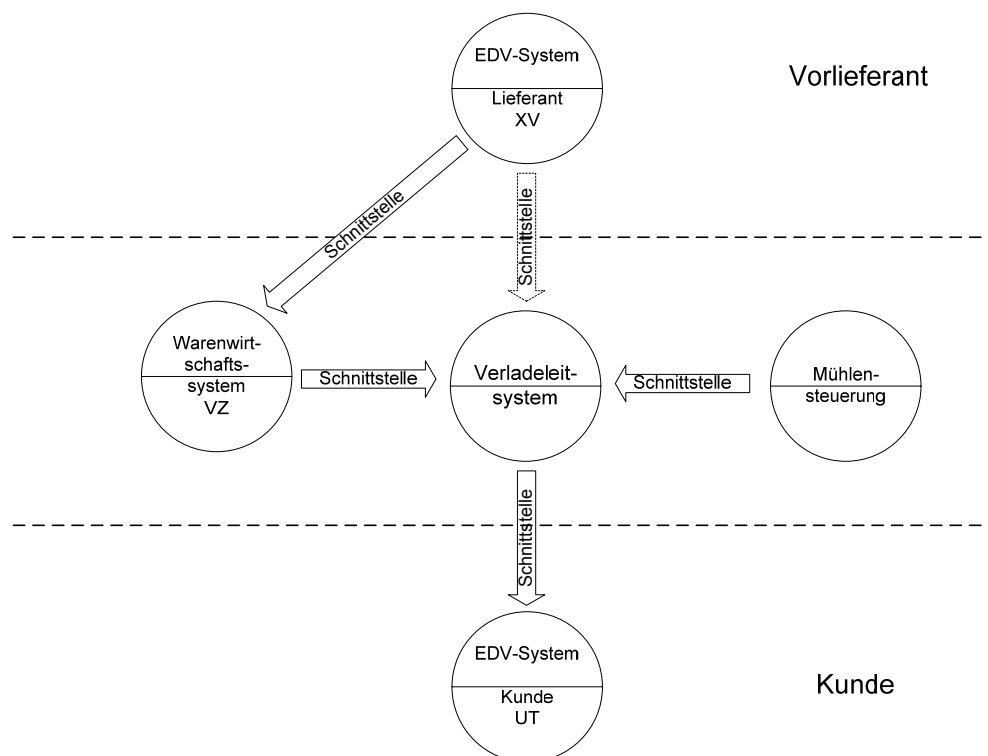 EDV-System
Lieferant
XV
Vorlieferant
Schnittstelle
Schnittstelle
Warenwirt-
schafts-
system
VZ
Schnittstelle
Verladeleit-
system
Schnittstelle
Mühlen-
steuerung
Schnittstelle
EDV-System
Kunde
UT
Kunde